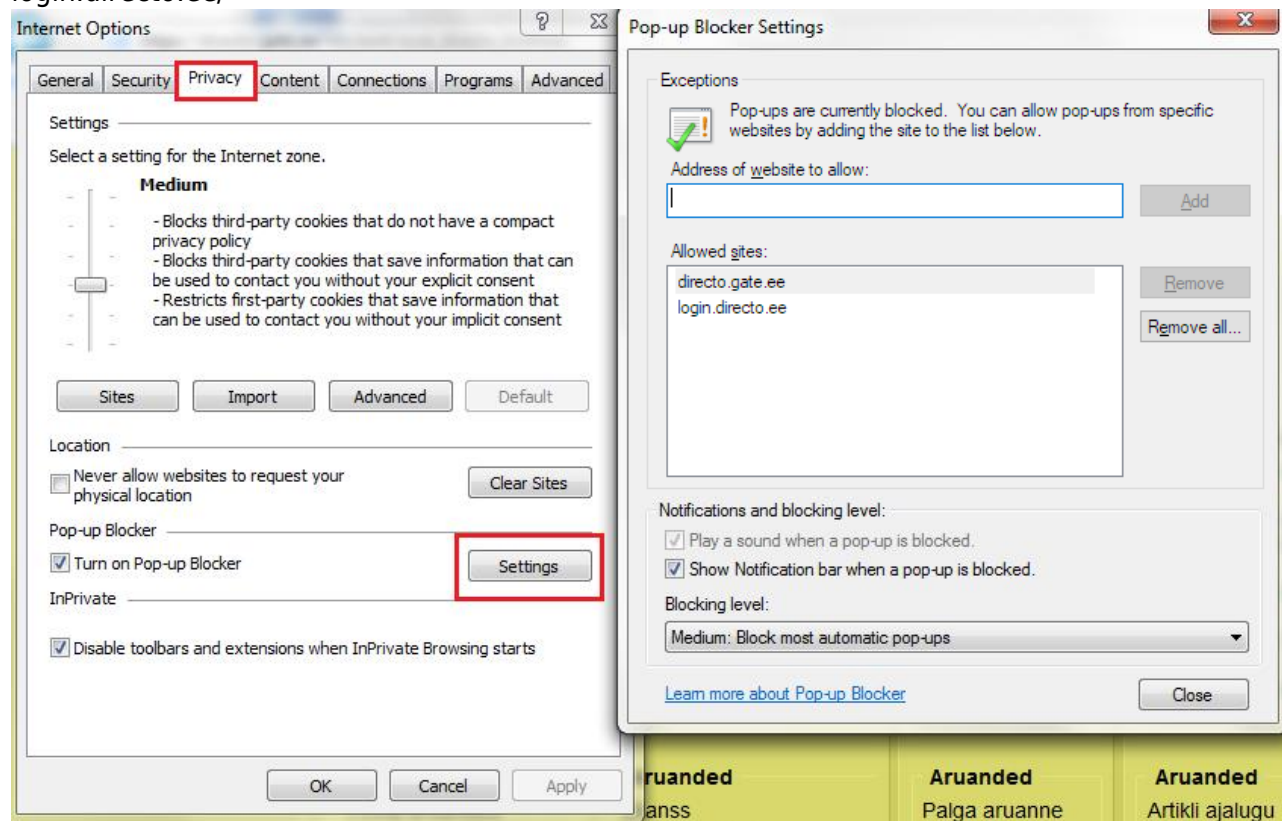 Internet Options
General Security Privacy Content Connections Programs Advanced
Settings
Select a setting for the Internet zone.
Medium
- Blocks third-party cookies that do not have a compact
privacy policy
- Blocks third-party cookies that save information that can
be used to contact you without your explicit consent
- Restricts first-party cookies that save information that
can be used to contact you without your implicit consent
Sites Import Advanced Default
Location
Never allow websites to request your
physical location
Clear Sites
Pop-up Blocker
Turn on Pop-up Blocker
Settings
InPrivate
Disable toolbars and extensions when InPrivate Browsing starts
OK Cancel Apply
Pop-up Blocker Settings
Exceptions
Pop-ups are currently blocked. You can allow pop-ups from specific
websites by adding the site to the list below.
Address of website to allow:
Add
Allowed sites:
directo.gate.ee
login.directo.ee
Remove
Remove all...
Notifications and blocking level:
Play a sound when a pop-up is blocked.
Show Notification bar when a pop-up is blocked.
Blocking level:
Medium: Block most automatic pop-ups
Learn more about Pop-up Blocker
Close
ruanded Aruanded Aruanded
anss Palga aruanne Artikli ajalugu